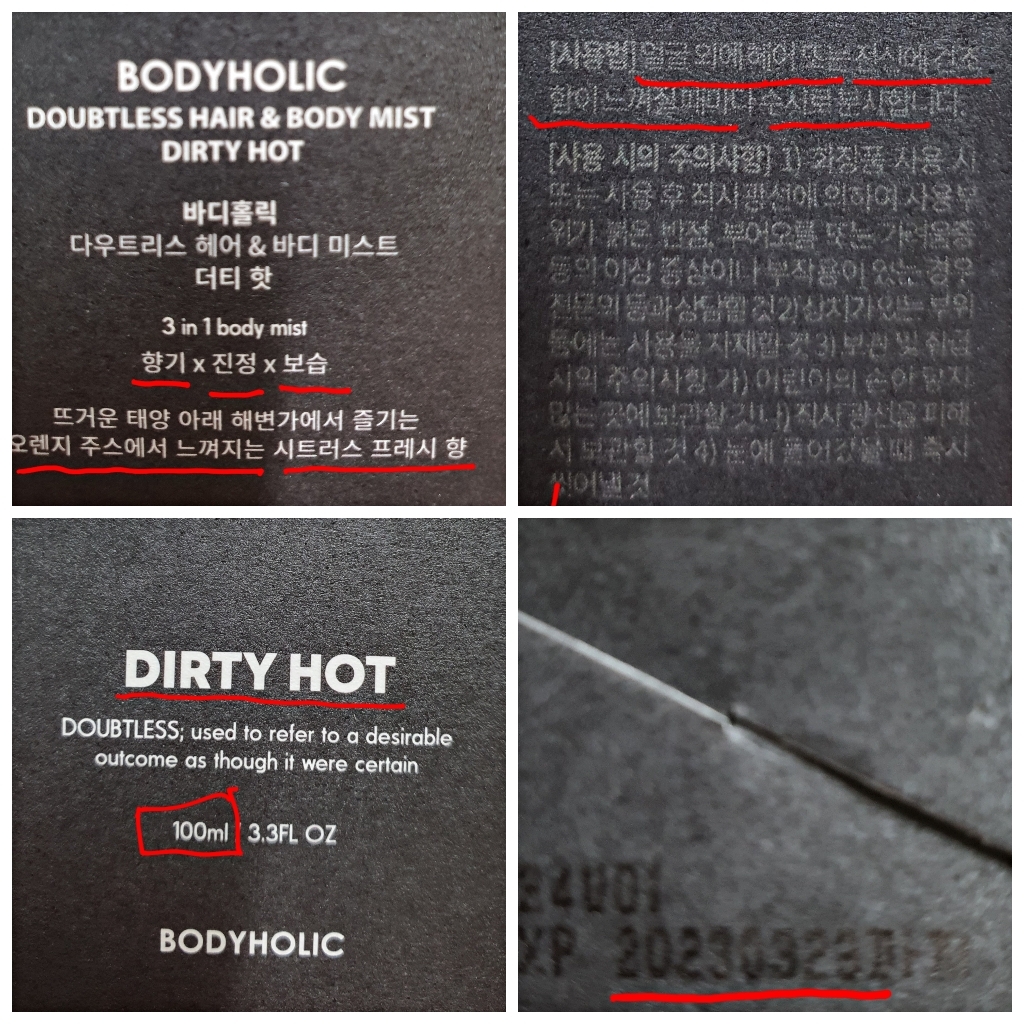 BODYHOLIC
DOUBTLESS HAIR & BODY MIST
DIRTY HOT
바디홀릭
다우트리스 헤어 & 바디 미스트
더티 핫
3 in 1 body mist
향기 x 진정 x 보습
뜨거운 태양 아래 해변가에서 즐기는
오렌지 주스에서 느껴지는 시트러스 프레시 향
[사용법] 얼굴 외에 헤어 또는 전신에 건조
함이 느껴질 때마다 수시로 분사합니다.
[사용 시의 주의사항] 1) 화장품 사용 시
또는 사용 후 직사광선에 의하여 사용부
위가 붉은 반점, 부어오름 또는 가려움증
등의 이상 증상이나 부작용이 있는 경우
전문의 등과 상담할 것 2) 상처가 있는 부위
등에는 사용을 자제할 것 3) 보관 및 취급
시의 주의사항 가) 어린이의 손이 닿지
않는 곳에 보관할 것 나) 직사광선을 피해
서 보관할 것 4) 눈에 들어갔을 때 즉시
씻어낼 것
DIRTY HOT
DOUBTLESS; used to refer to a desirable
outcome as though it were certain
100ml / 3.3FL OZ
BODYHOLIC
20230323